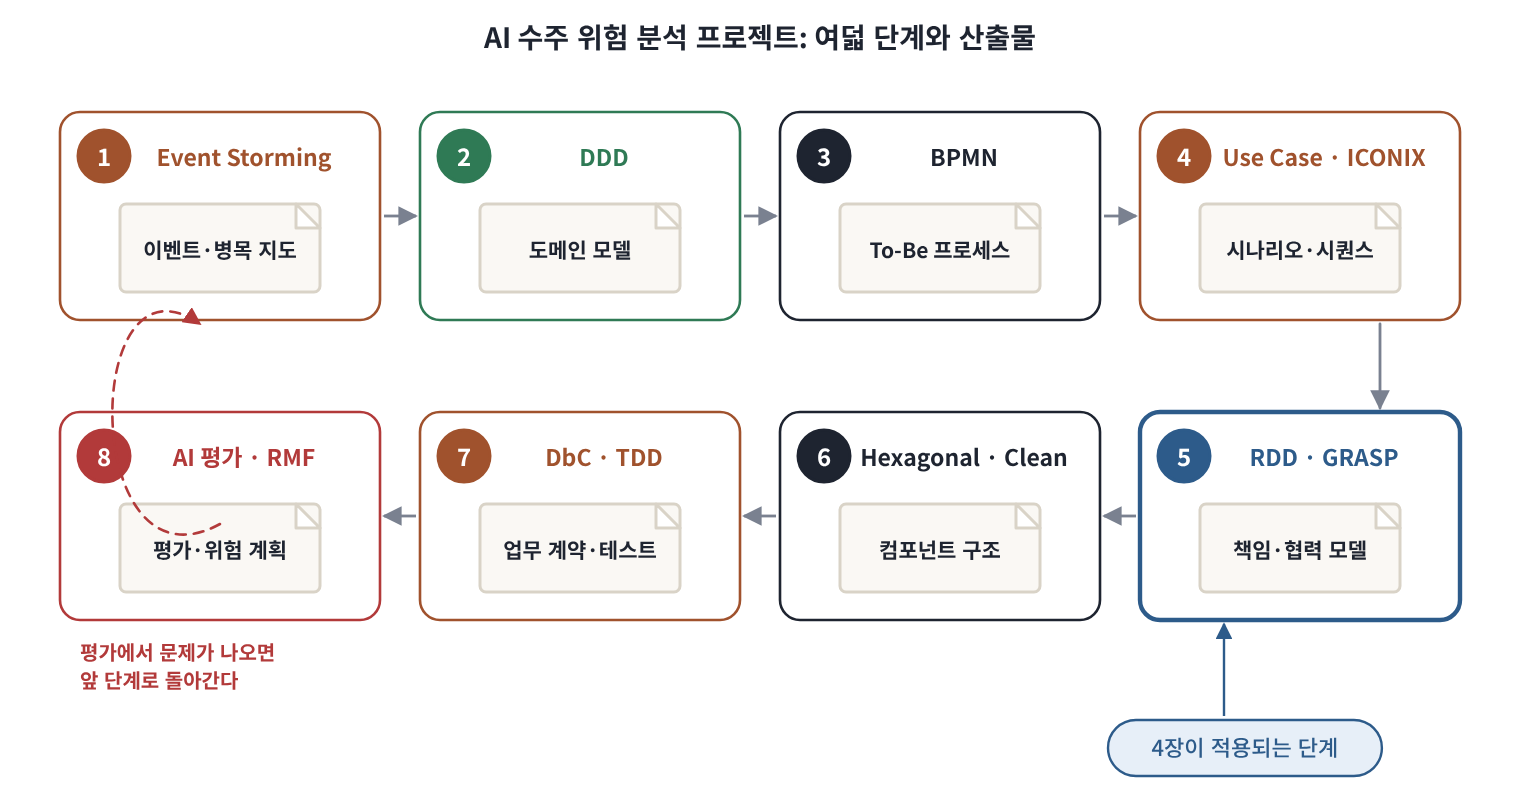 AI 수주 위험 분석 프로젝트: 여덟 단계와 산출물
1
Event Storming
이벤트·병목 지도
2
DDD
도메인 모델
3
BPMN
To-Be 프로세스
4
Use Case · ICONIX
시나리오·시퀀스
5
RDD · GRASP
책임·협력 모델
6
Hexagonal · Clean
컴포넌트 구조
7
DbC · TDD
업무 계약·테스트
8
AI 평가 · RMF
평가·위험 계획
평가에서 문제가 나오면
앞 단계로 돌아간다
4장이 적용되는 단계